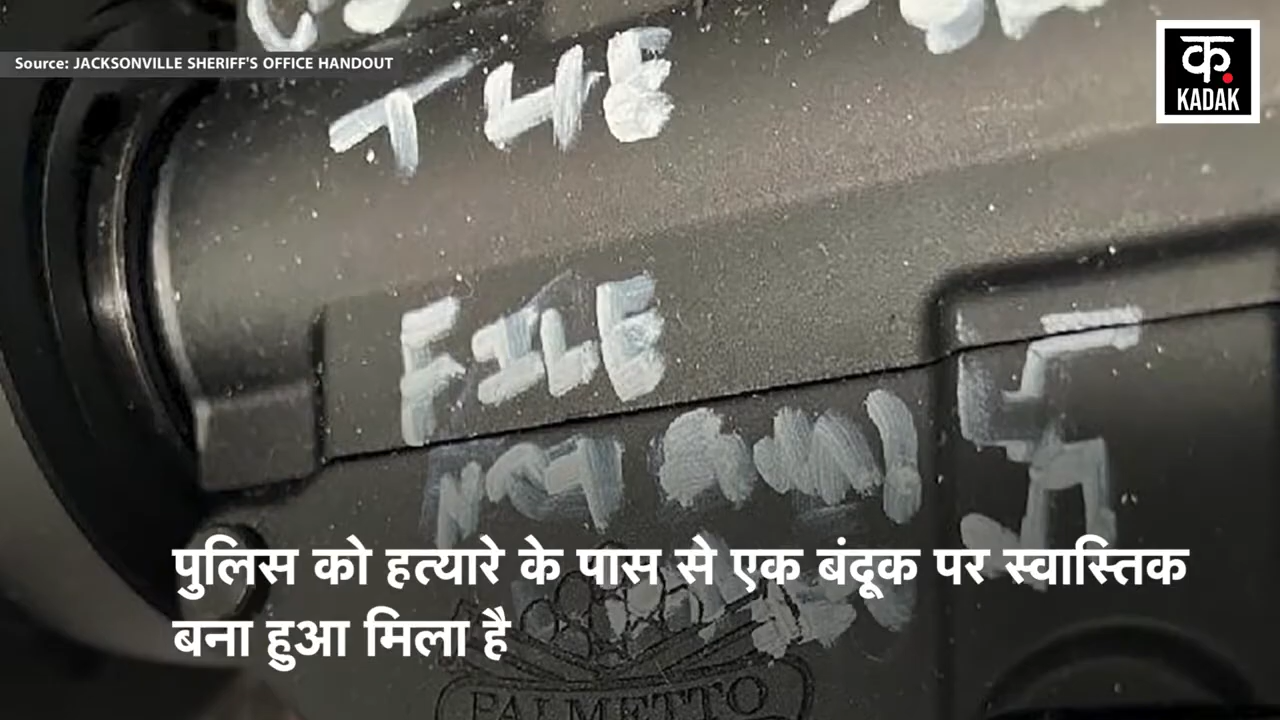 Source: JACKSONVILLE SHERIFF'S OFFICE HANDOUT
क
KADAK
THE
FILE
पुलिस को हत्यारे के पास से एक बंदूक पर स्वास्तिक
बना हुआ मिला है
PALMETTO